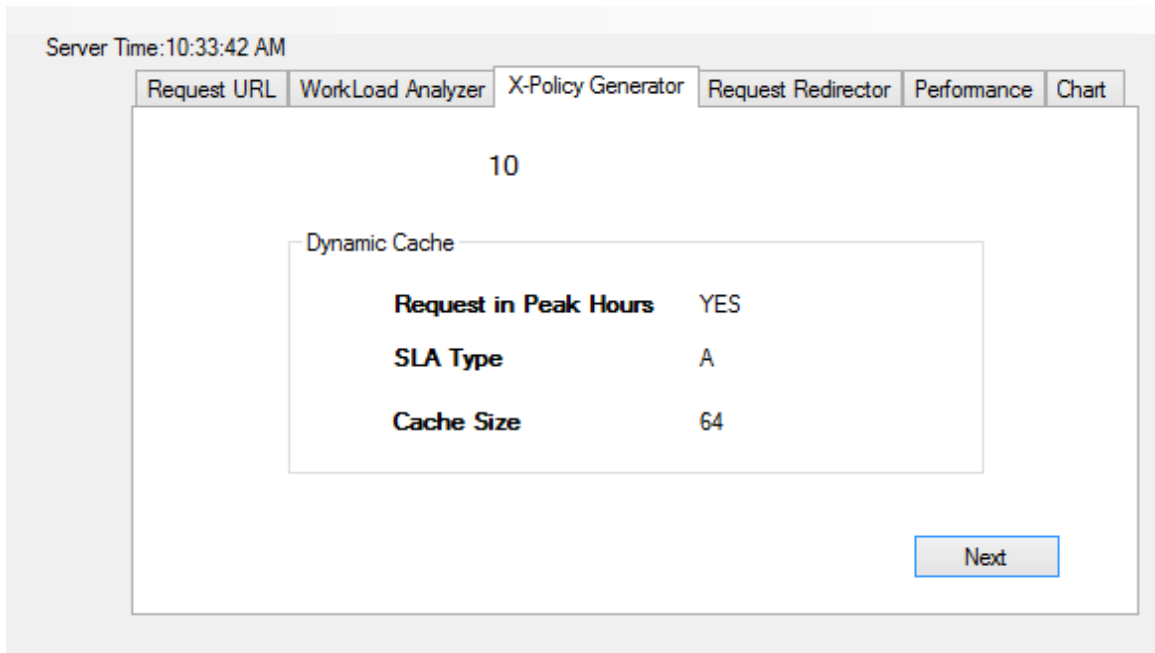 Server Time:10:33:42 AM
Request URL WorkLoad Analyzer X-Policy Generator Request Redirector Performance Chart
10
Dynamic Cache
Request in Peak Hours YES
SLA Type A
Cache Size 64
Next